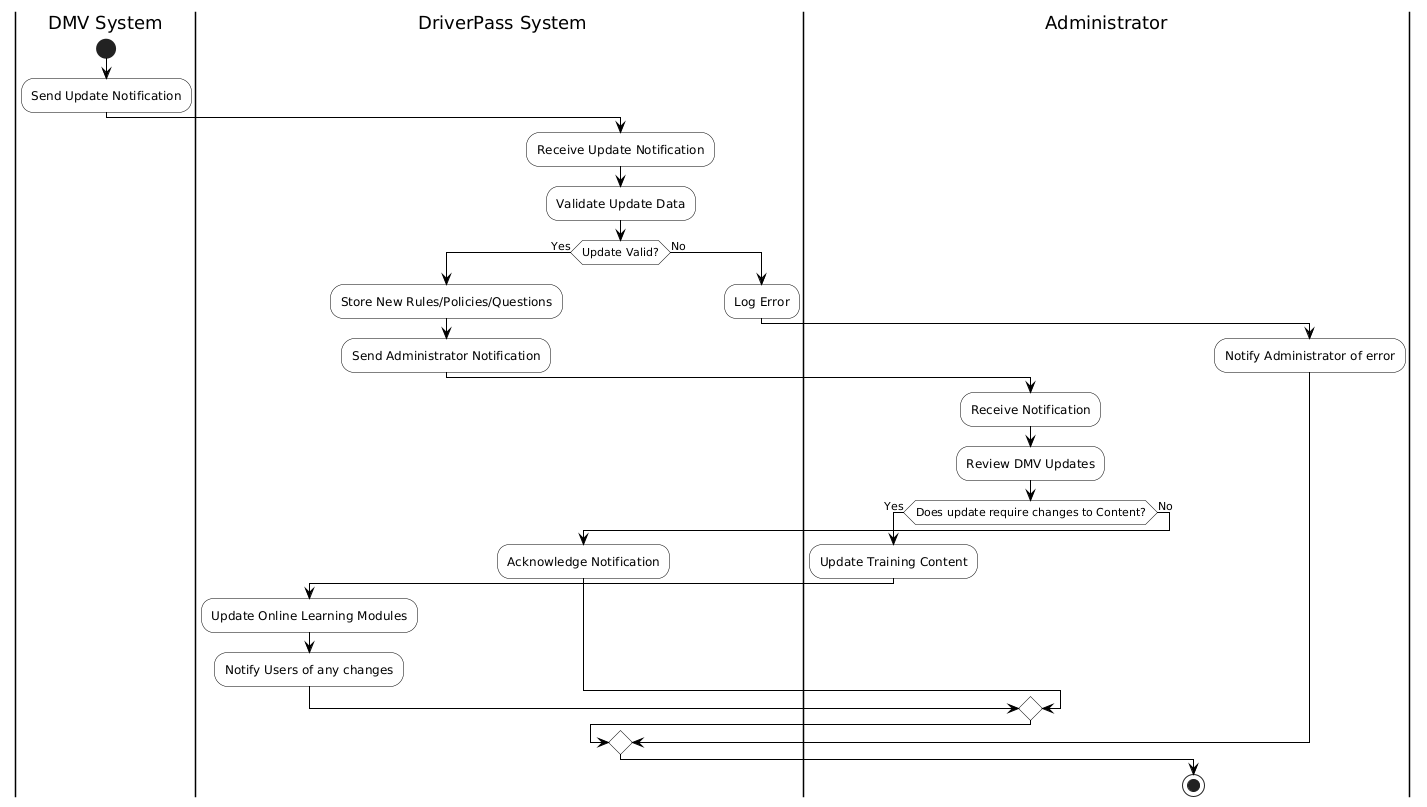 DMV System
DriverPass System
Administrator
Send Update Notification
Receive Update Notification
Validate Update Data
Yes
Update Valid?
No
Store New Rules/Policies/Questions
Log Error
Send Administrator Notification
Notify Administrator of error
Receive Notification
Review DMV Updates
Yes
Does update require changes to Content?
No
Acknowledge Notification
Update Training Content
Update Online Learning Modules
Notify Users of any changes